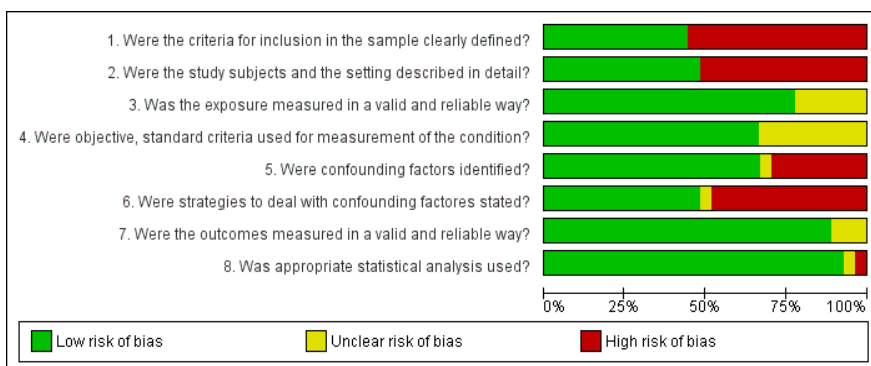 1. Were the criteria for inclusion in the sample clearly defined?
2. Were the study subjects and the setting described in detail?
3. Was the exposure measured in a valid and reliable way?
4. Were objective, standard criteria used for measurement of the condition?
5. Were confounding factors identified?
6. Were strategies to deal with confounding factores stated?
7. Were the outcomes measured in a valid and reliable way?
8. Was appropriate statistical analysis used?
0% 25% 50% 75% 100%
Low risk of bias Unclear risk of bias High risk of bias